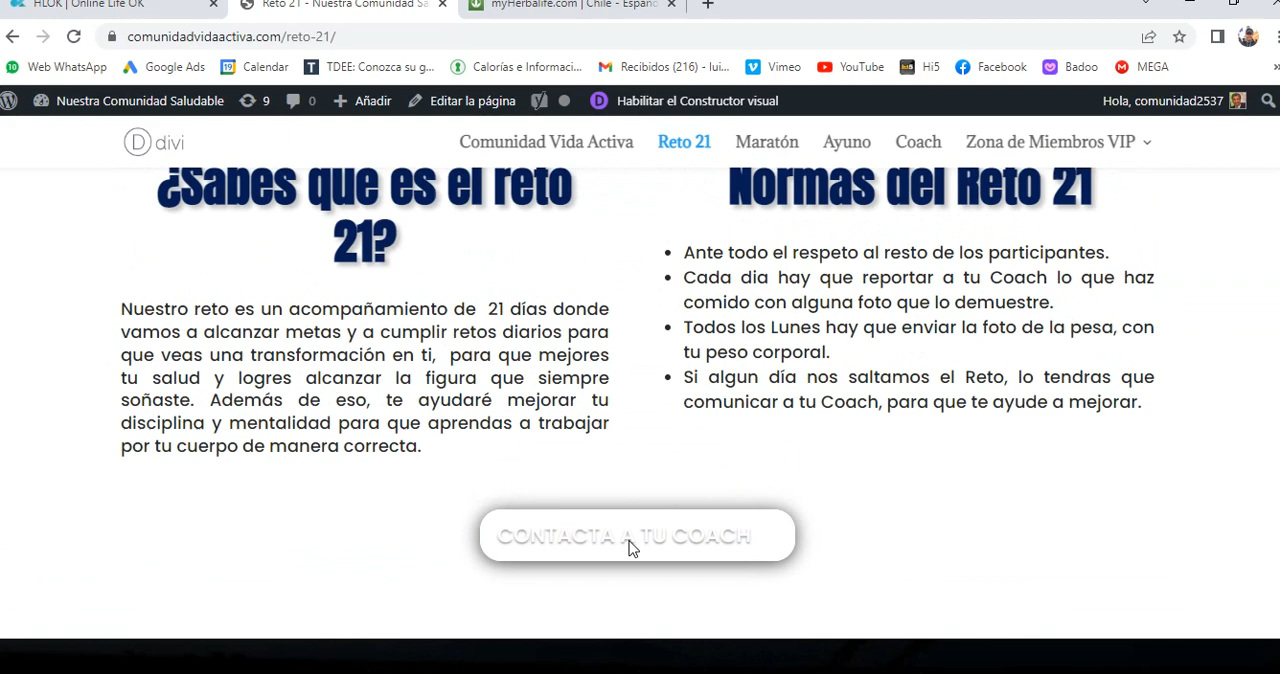 HLOK | Online Life OK
Reto 21 - Nuestra Comunidad Sa
myHerbalife.com | Chile - Españo
comunidadvidaactiva.com/reto-21/
10 Web WhatsApp
Google Ads
19 Calendar
T TDEE: Conozca su g...
Calorías e Informaci...
Recibidos (216) - lui...
Vimeo
YouTube
hi5 Hi5
Facebook
Badoo
MEGA
»
Nuestra Comunidad Saludable
9
0
Añadir
Editar la página
D Habilitar el Constructor visual
Hola, comunidad2537
D divi
Comunidad Vida Activa
Reto 21
Maratón
Ayuno
Coach
Zona de Miembros VIP
¿Sabes que es el reto
21?
Nuestro reto es un acompañamiento de 21 días donde
vamos a alcanzar metas y a cumplir retos diarios para
que veas una transformación en ti, para que mejores
tu salud y logres alcanzar la figura que siempre
soñaste. Además de eso, te ayudaré mejorar tu
disciplina y mentalidad para que aprendas a trabajar
por tu cuerpo de manera correcta.
Normas del Reto 21
• Ante todo el respeto al resto de los participantes.
• Cada dia hay que reportar a tu Coach lo que haz
comido con alguna foto que lo demuestre.
• Todos los Lunes hay que enviar la foto de la pesa, con
tu peso corporal.
• Si algun día nos saltamos el Reto, lo tendras que
comunicar a tu Coach, para que te ayude a mejorar.
CONTACTA A TU COACH